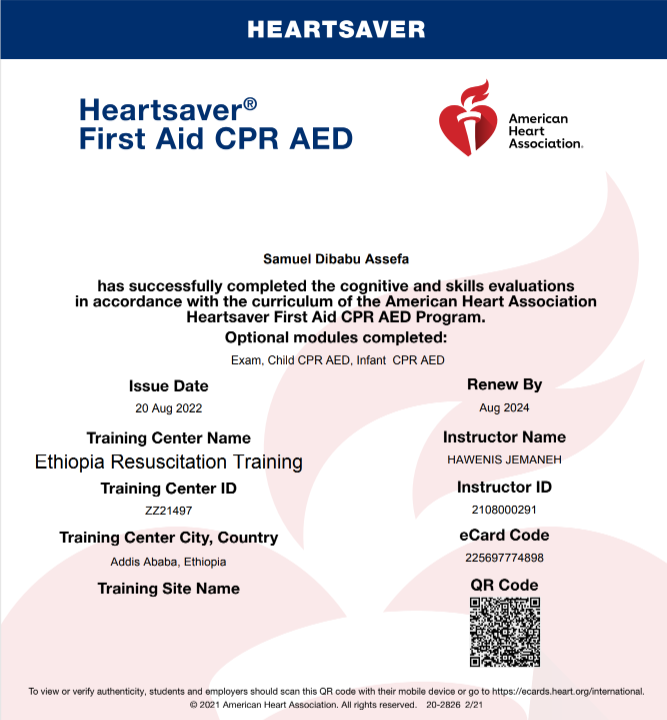 HEARTSAVER
Heartsaver®
First Aid CPR AED
American
Heart
Association.
Samuel Dibabu Assefa
has successfully completed the cognitive and skills evaluations
in accordance with the curriculum of the American Heart Association
Heartsaver First Aid CPR AED Program.
Optional modules completed:
Exam, Child CPR AED, Infant  CPR AED
Issue Date
20 Aug 2022
Renew By
Aug 2024
Training Center Name
Ethiopia Resuscitation Training
Instructor Name
HAWENIS JEMANEH
Training Center ID
ZZ21497
Instructor ID
2108000291
Training Center City, Country
Addis Ababa, Ethiopia
eCard Code
225697774898
Training Site Name
QR Code
To view or verify authenticity, students and employers should scan this QR code with their mobile device or go to https://ecards.heart.org/international.
© 2021 American Heart Association. All rights reserved.   20-2826  2/21